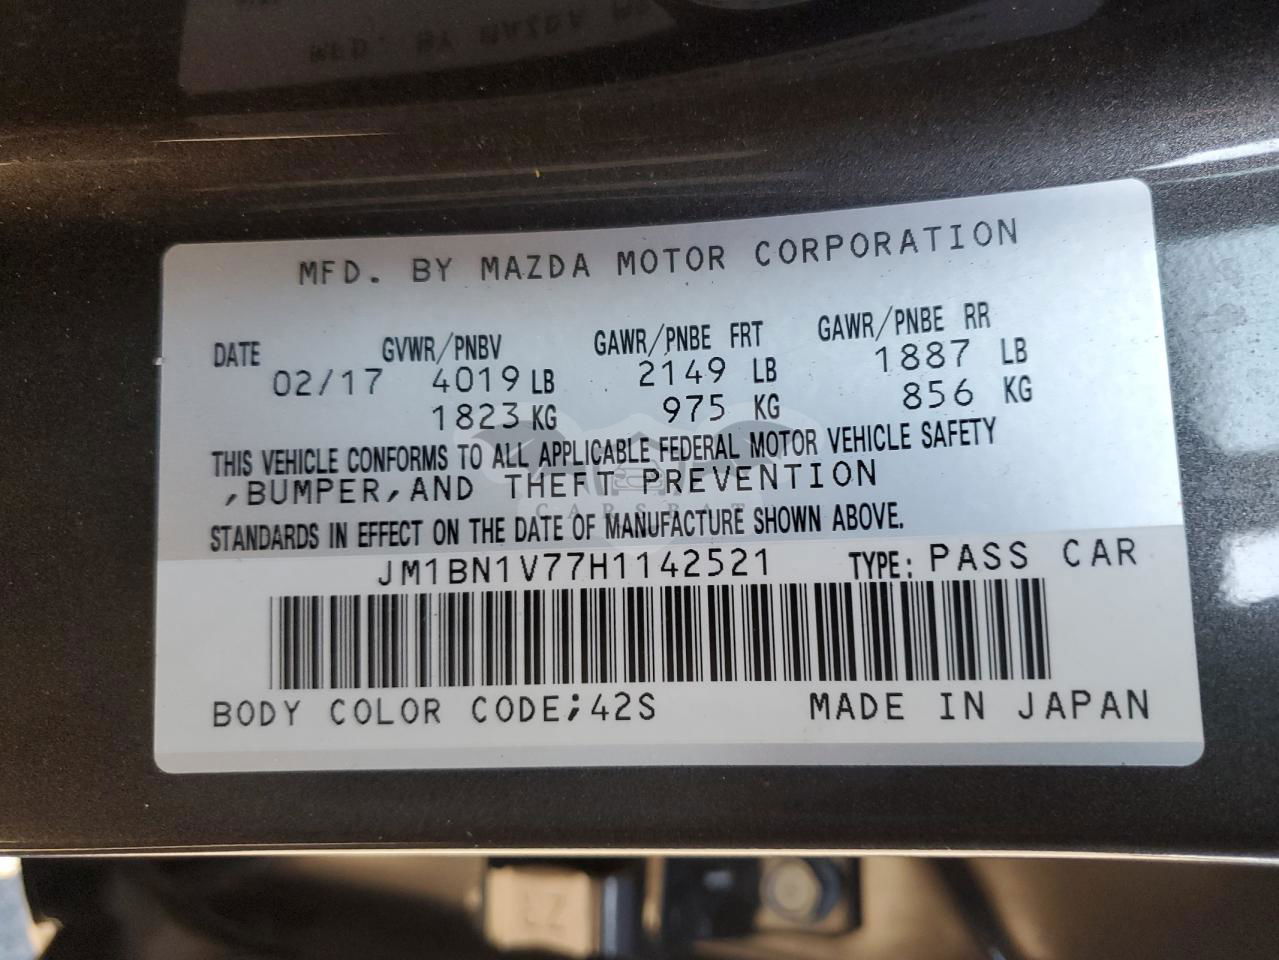 MFD. BY MAZDA MOTOR CORPORATION
DATE GVWR/PNBV GAWR/PNBE FRT GAWR/PNBE RR
02/17 4019 LB 2149 LB 1887 LB
1823 KG 975 KG 856 KG
THIS VEHICLE CONFORMS TO ALL APPLICABLE FEDERAL MOTOR VEHICLE SAFETY
,BUMPER,AND THEFT PREVENTION
STANDARDS IN EFFECT ON THE DATE OF MANUFACTURE SHOWN ABOVE.
JM1BN1V77H1142521 TYPE: PASS CAR
BODY COLOR CODE;42S MADE IN JAPAN